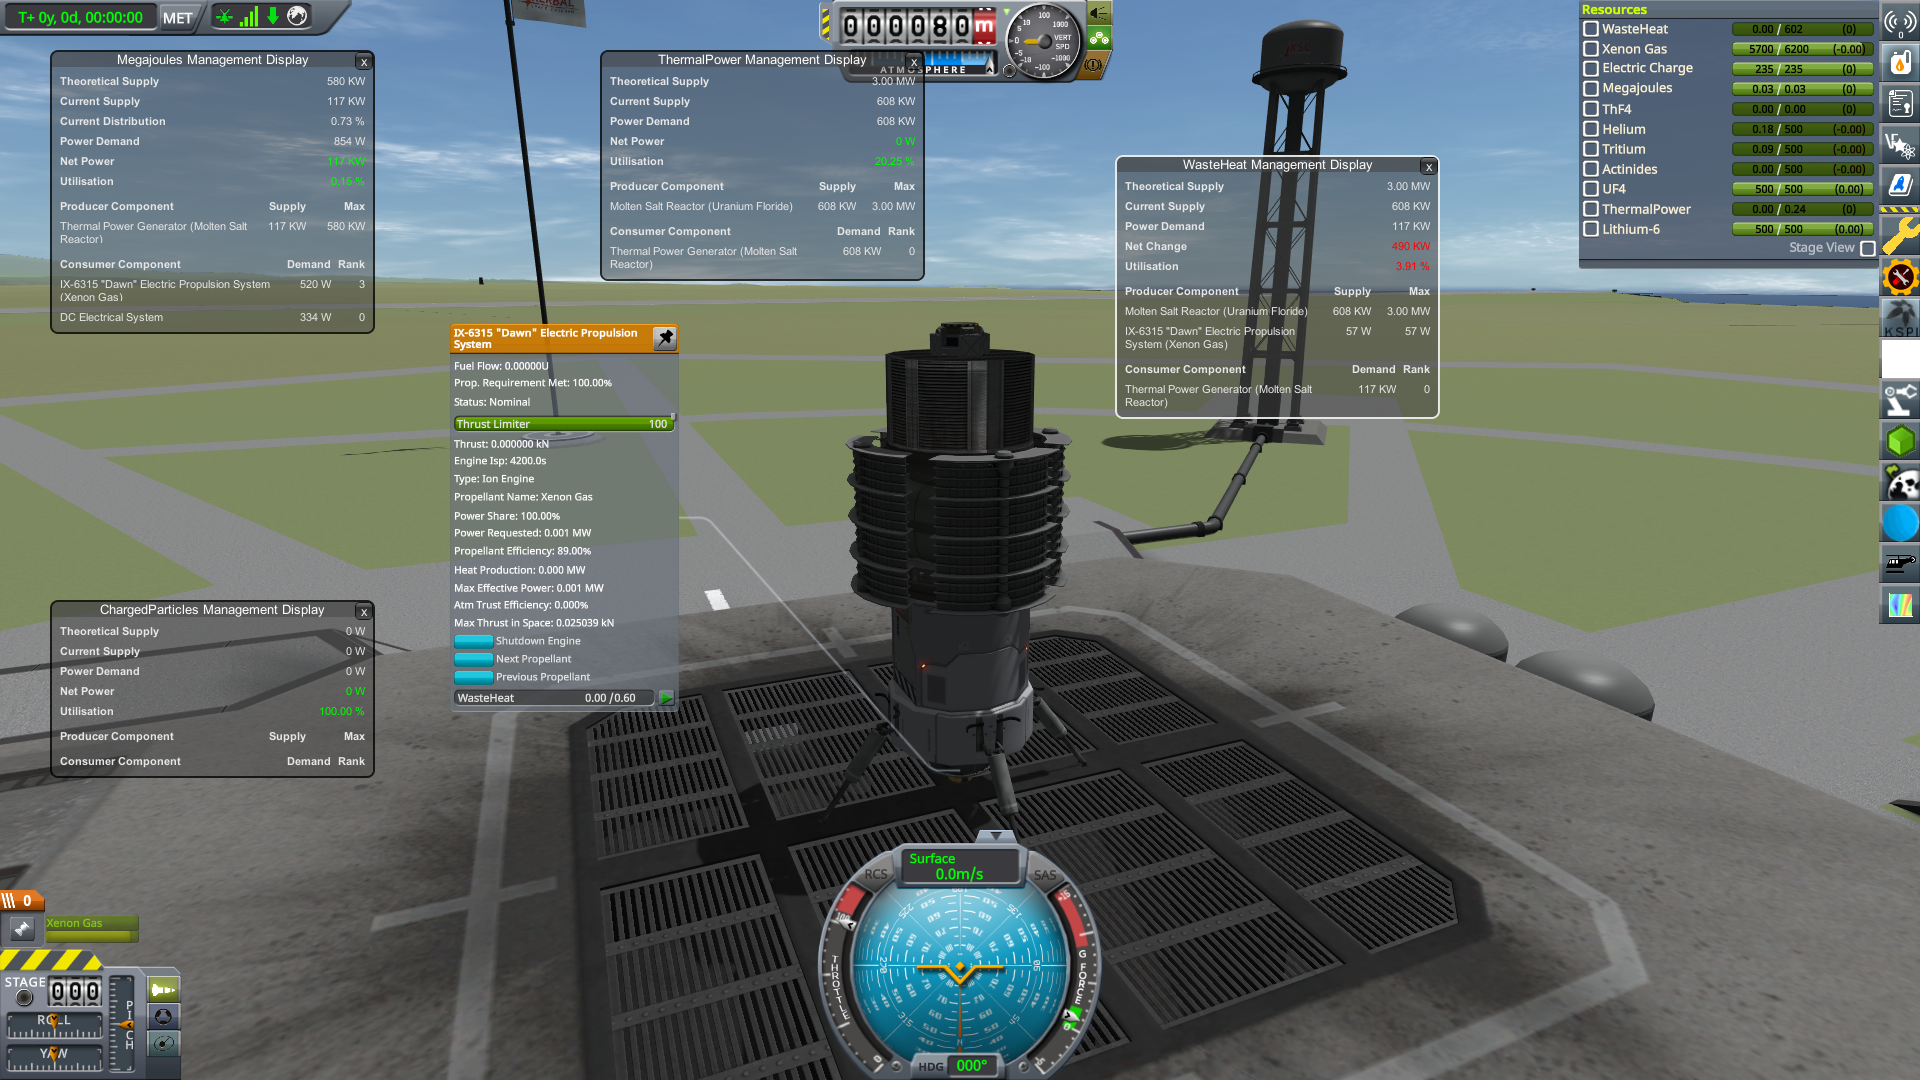 T+ 0y, 0d, 00:00:00 MET
000080m
ATMOSPHERE
VERT SPD
Megajoules Management Display x
Theoretical Supply 580 KW
Current Supply 117 KW
Current Distribution 0.73 %
Power Demand 854 W
Net Power 117 KW
Utilisation 0.15 %
Producer Component Supply Max
Thermal Power Generator (Molten Salt Reactor) 117 KW 580 KW
Consumer Component Demand Rank
IX-6315 "Dawn" Electric Propulsion System (Xenon Gas) 520 W 3
DC Electrical System 334 W 0
ThermalPower Management Display x
Theoretical Supply 3.00 MW
Current Supply 608 KW
Power Demand 608 KW
Net Power 0 W
Utilisation 20.25 %
Producer Component Supply Max
Molten Salt Reactor (Uranium Floride) 608 KW 3.00 MW
Consumer Component Demand Rank
Thermal Power Generator (Molten Salt Reactor) 608 KW 0
WasteHeat Management Display x
Theoretical Supply 3.00 MW
Current Supply 608 KW
Power Demand 117 KW
Net Change 490 KW
Utilisation 3.91 %
Producer Component Supply Max
Molten Salt Reactor (Uranium Floride) 608 KW 3.00 MW
IX-6315 "Dawn" Electric Propulsion System (Xenon Gas) 57 W 57 W
Consumer Component Demand Rank
Thermal Power Generator (Molten Salt Reactor) 117 KW 0
Resources
WasteHeat 0.00 / 602 (0)
Xenon Gas 5700 / 6200 (-0.00)
Electric Charge 235 / 235 (0)
Megajoules 0.03 / 0.03 (0)
ThF4 0.00 / 0.00 (0)
Helium 0.18 / 500 (-0.00)
Tritium 0.09 / 500 (-0.00)
Actinides 0.00 / 500 (-0.00)
UF4 500 / 500 (0.00)
ThermalPower 0.00 / 0.24 (0)
Lithium-6 500 / 500 (0.00)
Stage View
KSPI
IX-6315 "Dawn" Electric Propulsion
System
Fuel Flow: 0.00000U
Prop. Requirement Met: 100.00%
Status: Nominal
Thrust Limiter 100
Thrust: 0.000000 kN
Engine Isp: 4200.0s
Type: Ion Engine
Propellant Name: Xenon Gas
Power Share: 100.00%
Power Requested: 0.001 MW
Propellant Efficiency: 89.00%
Heat Production: 0.000 MW
Max Effective Power: 0.001 MW
Atm Trust Efficiency: 0.000%
Max Thrust in Space: 0.025039 kN
Shutdown Engine
Next Propellant
Previous Propellant
WasteHeat 0.00 /0.60
ChargedParticles Management Display x
Theoretical Supply 0 W
Current Supply 0 W
Power Demand 0 W
Net Power 0 W
Utilisation 100.00 %
Producer Component Supply Max
Consumer Component Demand Rank
0
Xenon Gas
STAGE 000
ROLL
YAW
PITCH
RCS Surface SAS
0.0m/s
THROTTLE
G FORCE
HDG 000°